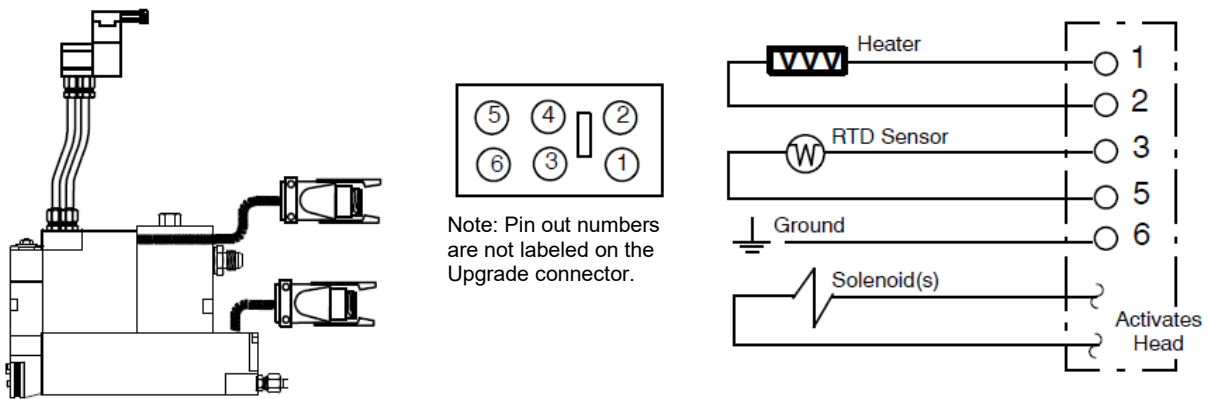 5 4 2
6 3 1
Note: Pin out numbers
are not labeled on the
Upgrade connector.
Heater
1
2
RTD Sensor
3
5
Ground
6
Solenoid(s)
Activates
Head